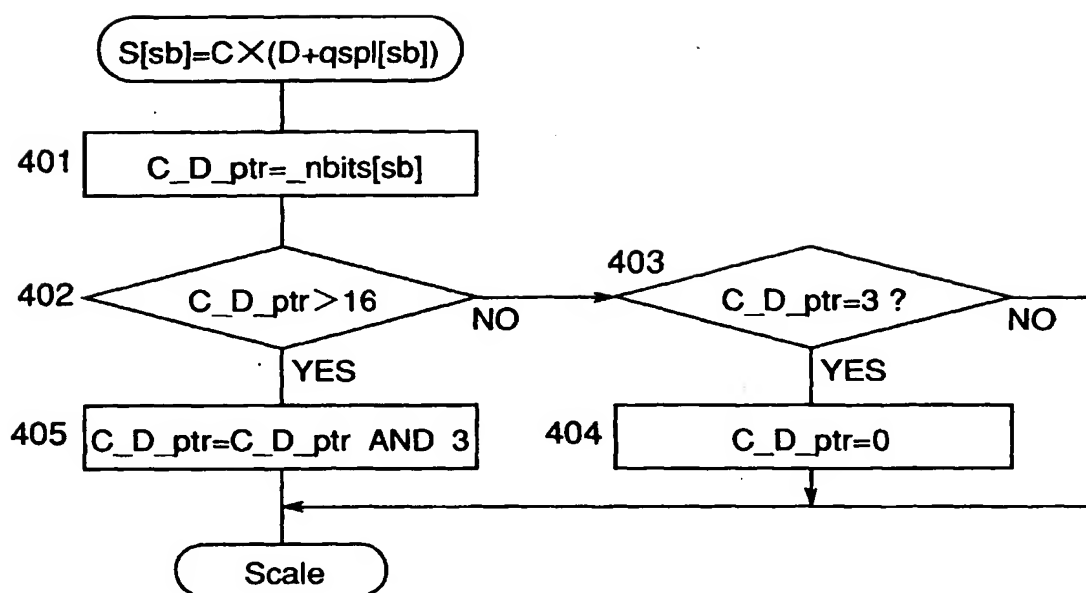 S[sb]=C×(D+qspl[sb])
401
C_D_ptr=_nbits[sb]
402
C_D_ptr>16
NO
YES
403
C_D_ptr=3 ?
NO
YES
405
C_D_ptr=C_D_ptr AND 3
404
C_D_ptr=0
Scale